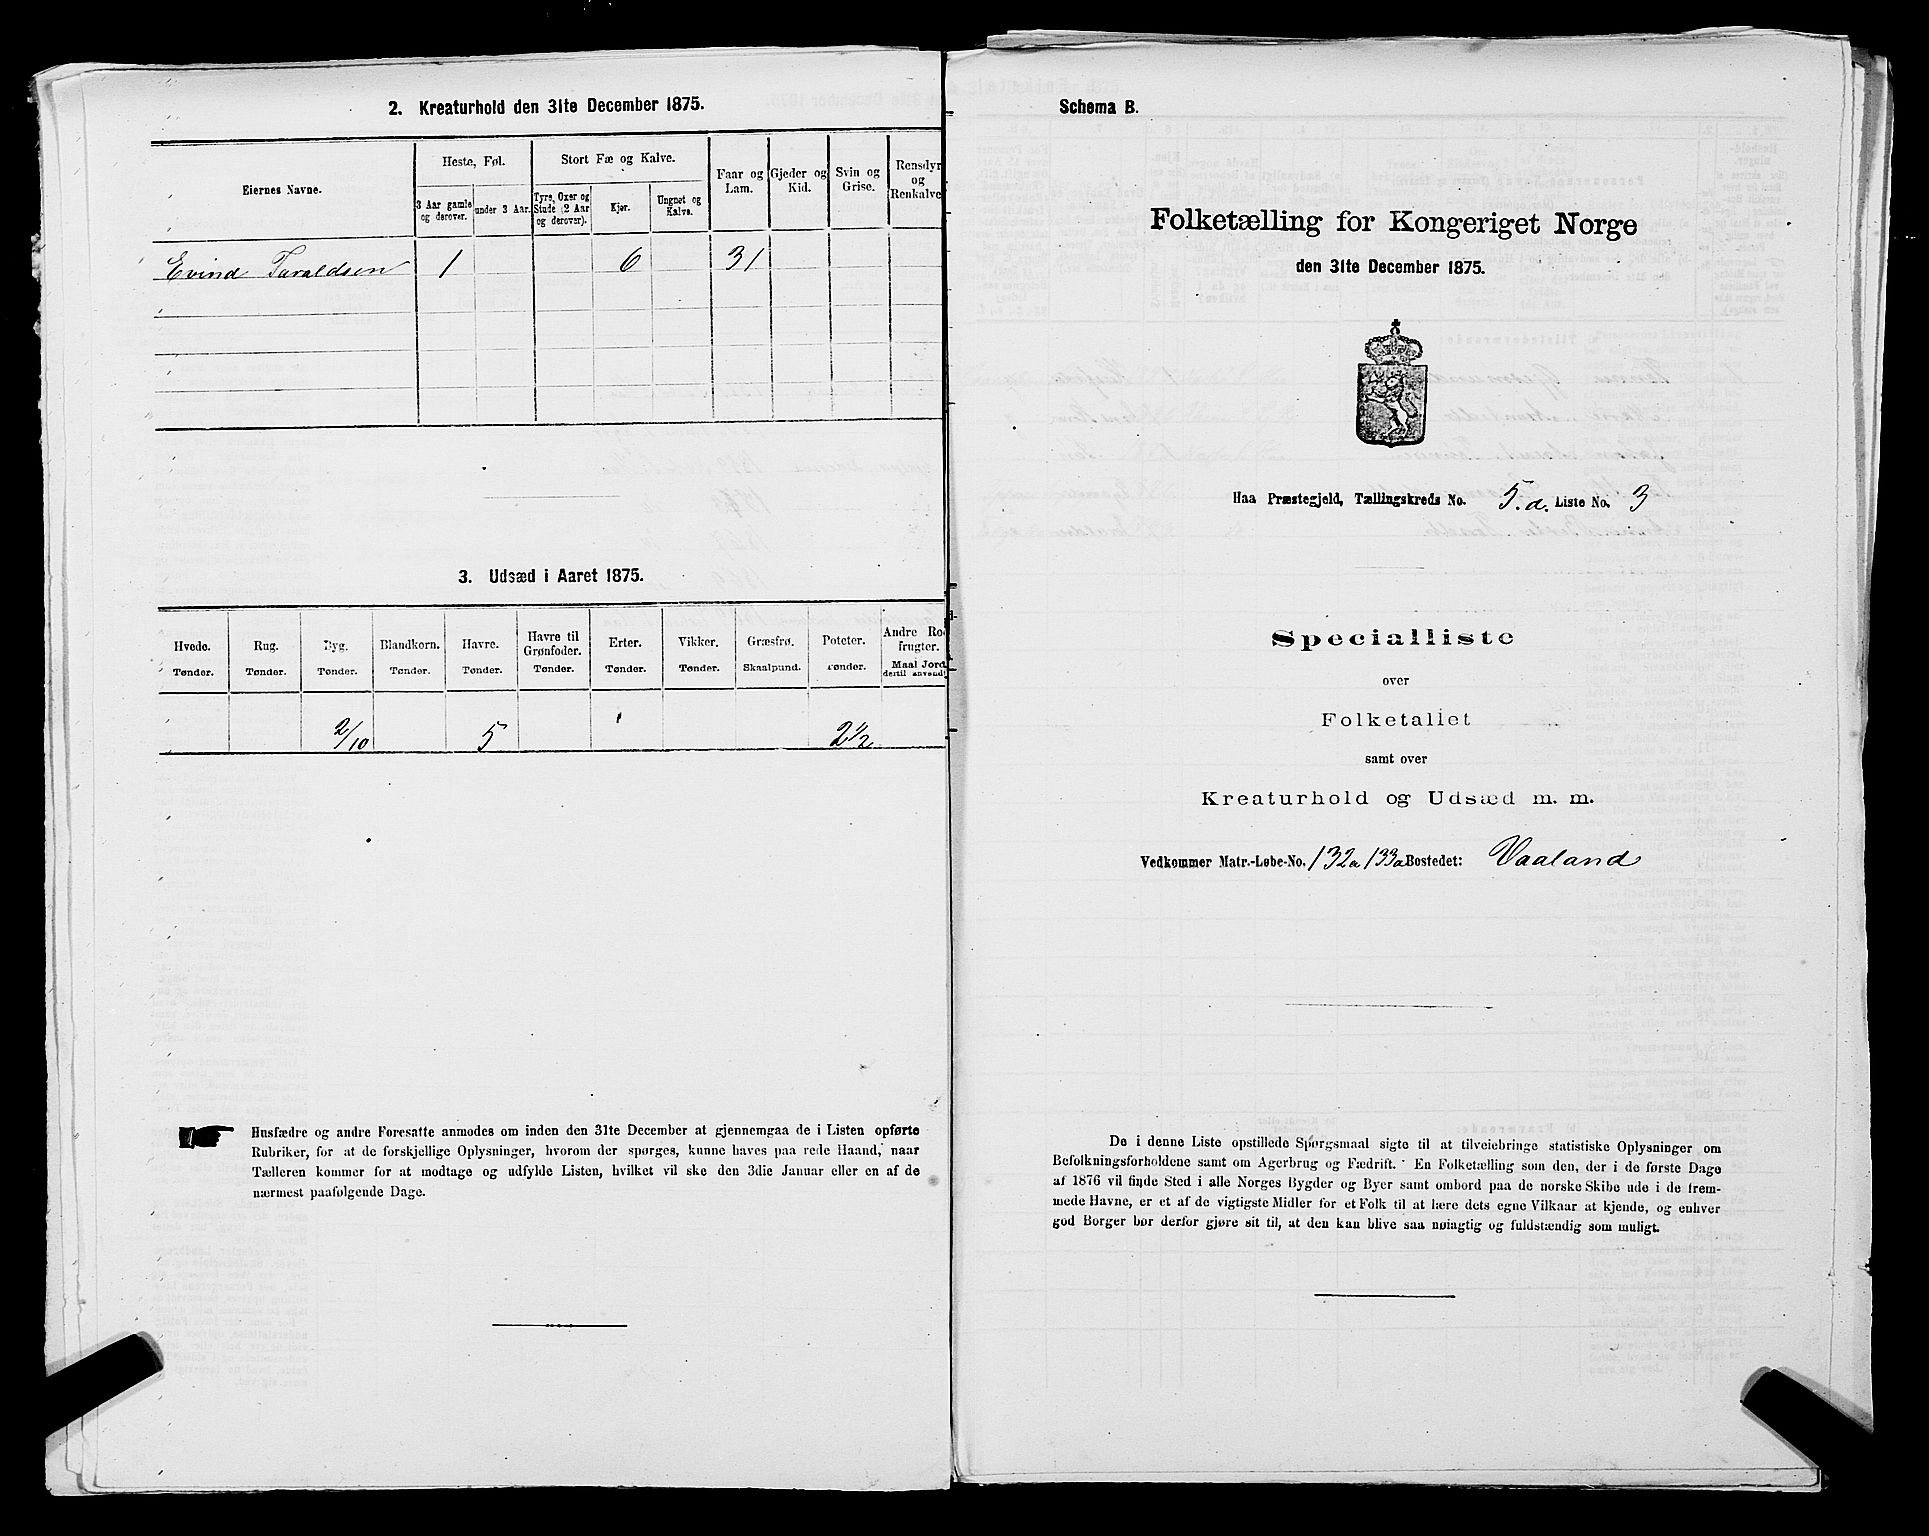 2. Kreaturhold den 31te December 1875.
Eiernes Navne.
Heste, Føl.
Stort Fæ og Kalve.
Faar og Lam.
Gjeder og Kid.
Svin og Grise.
Rensdyr og Renkalve
3 Aar gamle og derover.
under 3 Aar.
Tyre, Oxer og Stude (2 Aar og derover).
Kjør.
Ungnet og Kalve.
Evind Taraldsen 1 6 31
3. Udsæd i Aaret 1875.
Hvede. Rug. Byg. Blandkorn. Havre. Havre til Grønfoder. Erter. Vikker. Græsfrø. Poteter. Andre Ro- frugter.
Tønder. Tønder. Tønder. Tønder. Tønder. Tønder. Tønder. Tønder. Skaalpund. Tønder. Maal Jord dertil anvendt
2/10 5 2 1/2
Husfædre og andre Foresatte anmodes om inden den 31te December at gjennemgaa de i Listen opførte
Rubriker, for at de forskjellige Oplysninger, hvorom der spørges, kunne haves paa rede Haand, naar
Tælleren kommer for at modtage og udfylde Listen, hvilket vil ske den 3die Januar eller en af de
nærmest paafølgende Dage.
Schema B.
Folketælling for Kongeriget Norge
den 31te December 1875.
Haa Præstegjeld, Tællingskreds No. 5.a. Liste No. 3
Specialliste
over
Folketallet
samt over
Kreaturhold og Udsæd m. m.
Vedkommer Matr.-Løbe-No. 132a 133a Bostedet: Vaaland
De i denne Liste opstillede Spørgsmaal sigte til at tilveiebringe statistiske Oplysninger om
Befolkningsforholdene samt om Agerbrug og Fædrift. En Folketælling som den, der i de første Dage
af 1876 vil finde Sted i alle Norges Bygder og Byer samt ombord paa de norske Skibe ude i de frem-
mede Havne, er et af de vigtigste Midler for et Folk til at lære dets egne Vilkaar at kjende, og enhver
god Borger bør derfor gjøre sit til, at den kan blive saa nøiagtig og fuldstændig som muligt.